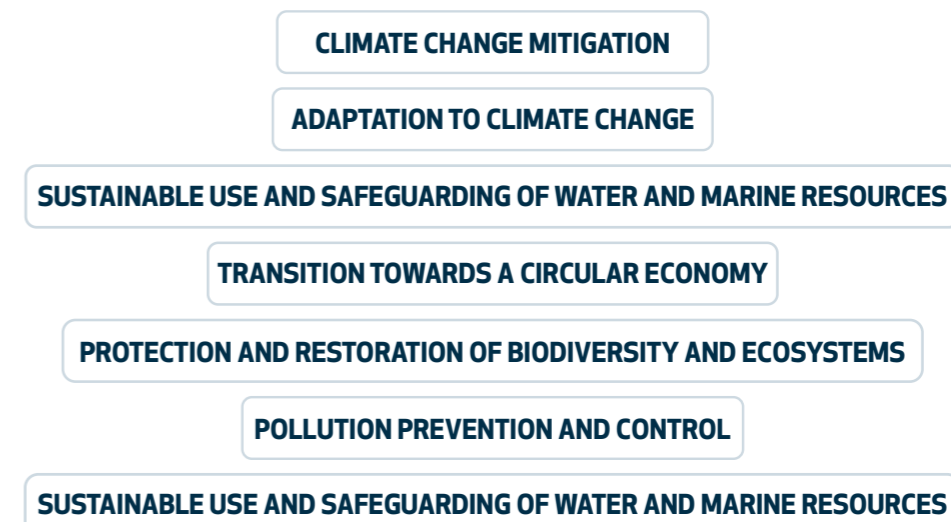 CLIMATE CHANGE MITIGATION
ADAPTATION TO CLIMATE CHANGE
SUSTAINABLE USE AND SAFEGUARDING OF WATER AND MARINE RESOURCES
TRANSITION TOWARDS A CIRCULAR ECONOMY
PROTECTION AND RESTORATION OF BIODIVERSITY AND ECOSYSTEMS
POLLUTION PREVENTION AND CONTROL
SUSTAINABLE USE AND SAFEGUARDING OF WATER AND MARINE RESOURCES